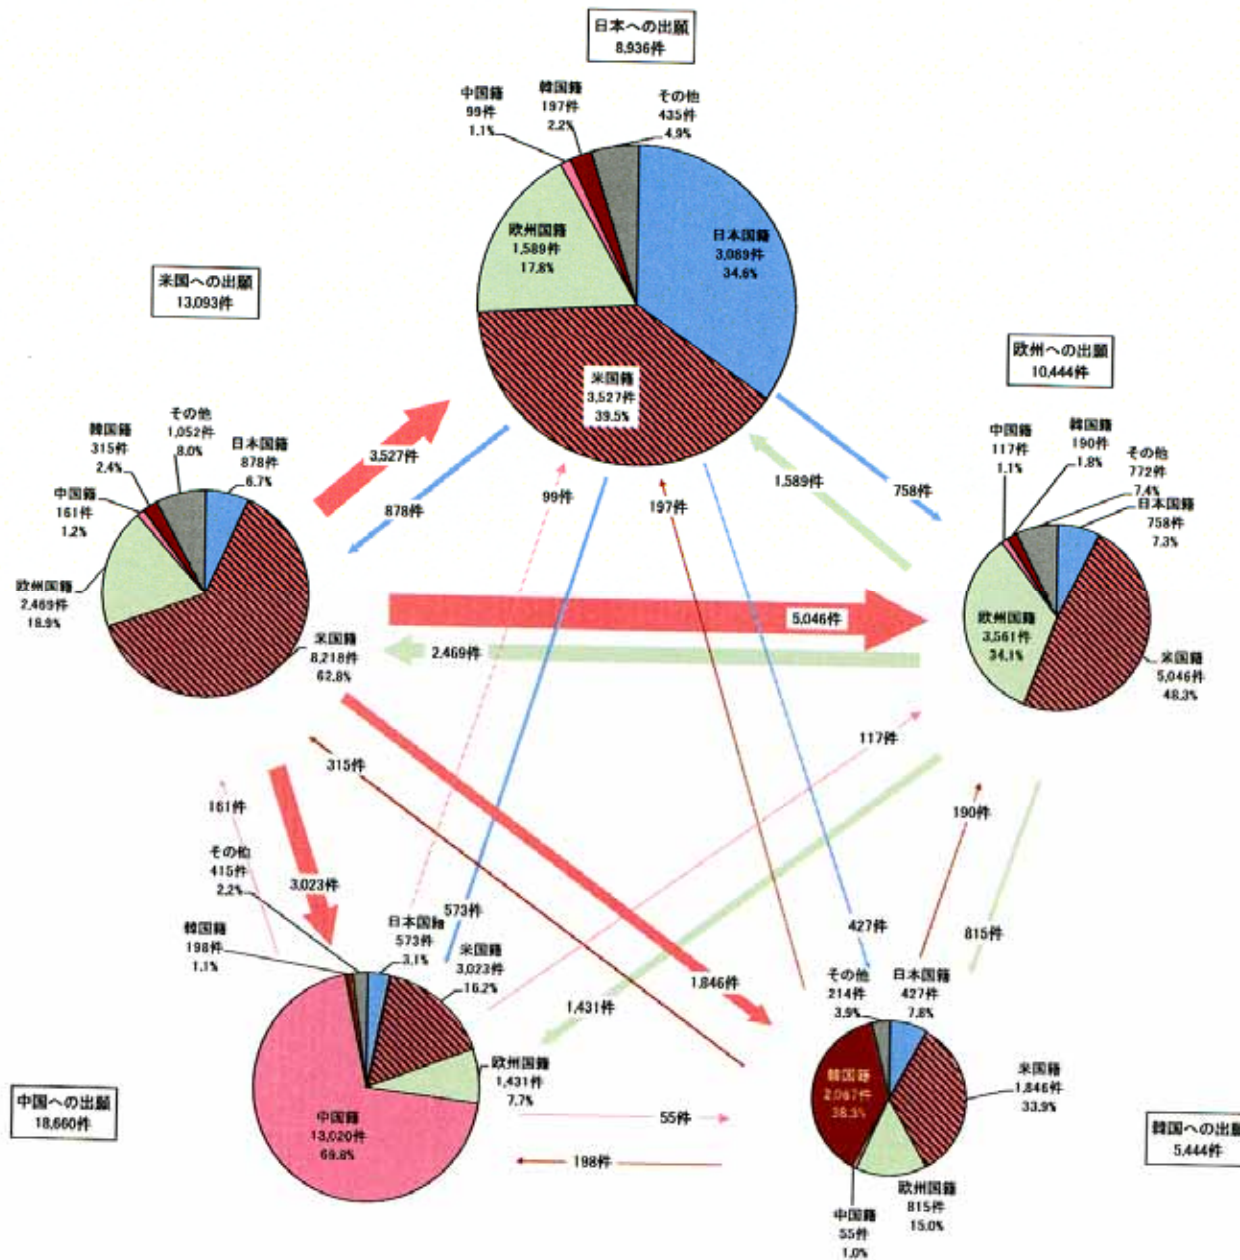 日本への出願
8,936件
中国籍
99件
1.1%
韓国籍
197件
2.2%
その他
435件
4.9%
欧州国籍
1,589件
17.8%
日本国籍
3,089件
34.6%
米国籍
3,527件
39.5%
米国への出願
13,093件
韓国籍
315件
2.4%
その他
1,052件
8.0%
日本国籍
878件
6.7%
中国籍
161件
1.2%
欧州国籍
2,469件
18.9%
米国籍
8,218件
62.8%
欧州への出願
10,444件
中国籍
117件
1.1%
韓国籍
190件
1.8%
その他
772件
7.4%
日本国籍
758件
7.3%
欧州国籍
3,561件
34.1%
米国籍
5,046件
48.3%
3,527件
878件
99件
197件
1,589件
758件
5,046件
2,469件
117件
315件
161件
190件
3,023件
573件
427件
815件
1,846件
1,431件
55件
198件
その他
415件
2.2%
韓国籍
198件
1.1%
日本国籍
573件
3.1%
米国籍
3,023件
16.2%
欧州国籍
1,431件
7.7%
中国籍
13,020件
69.8%
中国への出願
18,660件
その他
214件
3.9%
日本国籍
427件
7.8%
韓国籍
2,087件
38.3%
米国籍
1,846件
33.9%
欧州国籍
815件
15.0%
中国籍
55件
1.0%
韓国への出願
5,444件